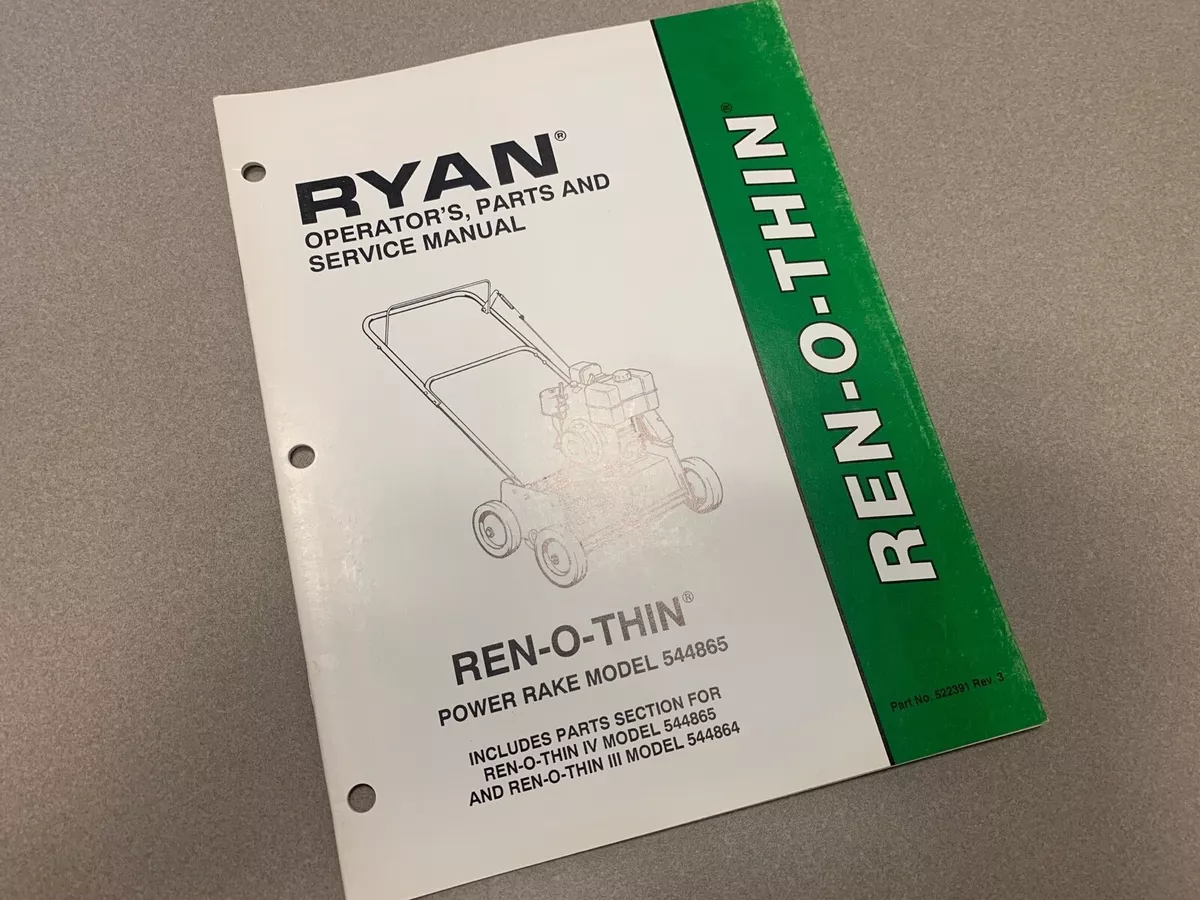 RYAN®
OPERATOR'S, PARTS AND
SERVICE MANUAL
REN-O-THIN®
POWER RAKE MODEL 544865
INCLUDES PARTS SECTION FOR
REN-O-THIN IV MODEL 544865
AND REN-O-THIN III MODEL 544864
REN-O-THIN®
Part No. 522391 Rev. 3